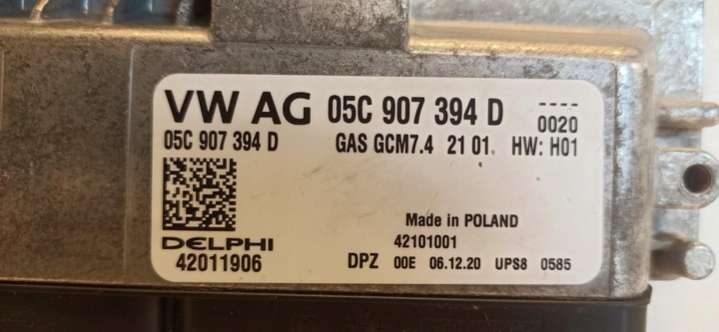 VW AG 05C 907 394 D ----
0020
05C 907 394 D GAS GCM7.4 21 01. HW: H01
Made in POLAND
DELPHI 42101001
42011906 DPZ 00E 06.12.20 UPS8 0585